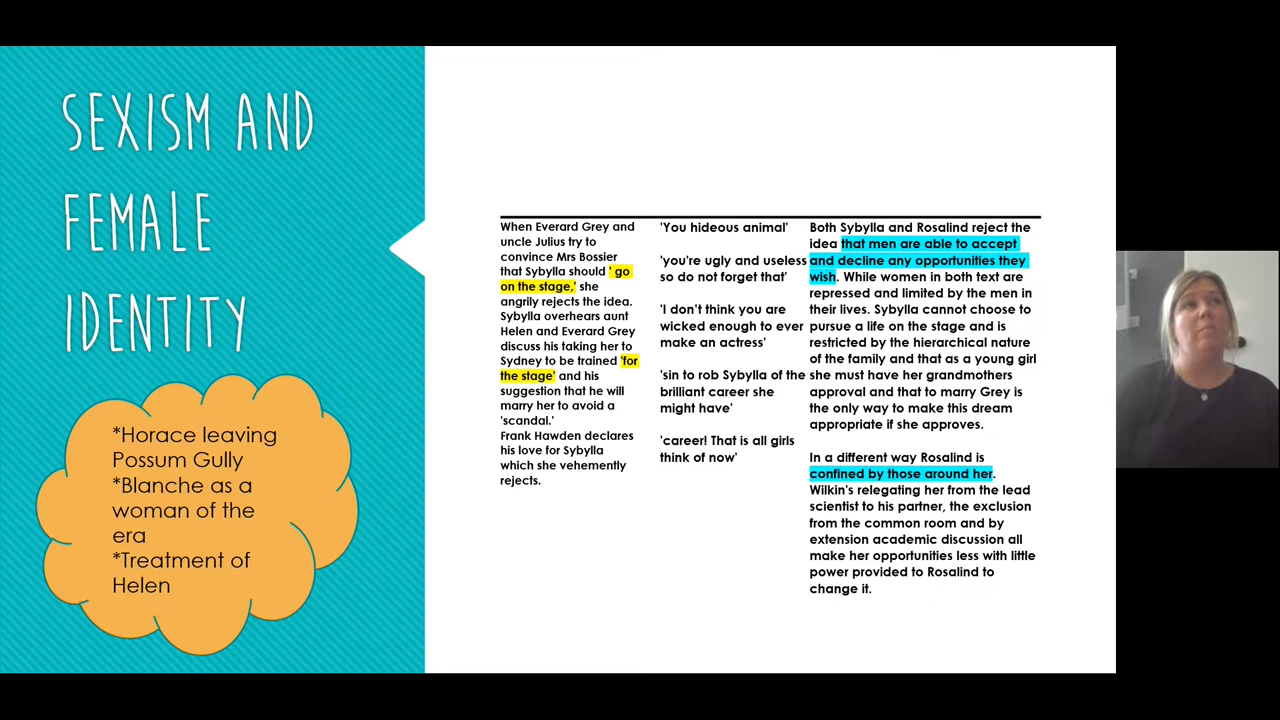 SEXISM AND
FEMALE
IDENTITY
*Horace leaving
Possum Gully
*Blanche as a
woman of the
era
*Treatment of
Helen
When Everard Grey and
uncle Julius try to
convince Mrs Bossier
that Sybylla should ' go
on the stage,' she
angrily rejects the idea.
Sybylla overhears aunt
Helen and Everard Grey
discuss his taking her to
Sydney to be trained 'for
the stage' and his
suggestion that he will
marry her to avoid a
'scandal.'
Frank Hawden declares
his love for Sybylla
which she vehemently
rejects.
'You hideous animal'
'you're ugly and useless
so do not forget that'
'I don't think you are
wicked enough to ever
make an actress'
'sin to rob Sybylla of the
brilliant career she
might have'
'career! That is all girls
think of now'
Both Sybylla and Rosalind reject the
idea that men are able to accept
and decline any opportunities they
wish. While women in both text are
repressed and limited by the men in
their lives. Sybylla cannot choose to
pursue a life on the stage and is
restricted by the hierarchical nature
of the family and that as a young girl
she must have her grandmothers
approval and that to marry Grey is
the only way to make this dream
appropriate if she approves.
In a different way Rosalind is
confined by those around her.
Wilkin's relegating her from the lead
scientist to his partner, the exclusion
from the common room and by
extension academic discussion all
make her opportunities less with little
power provided to Rosalind to
change it.